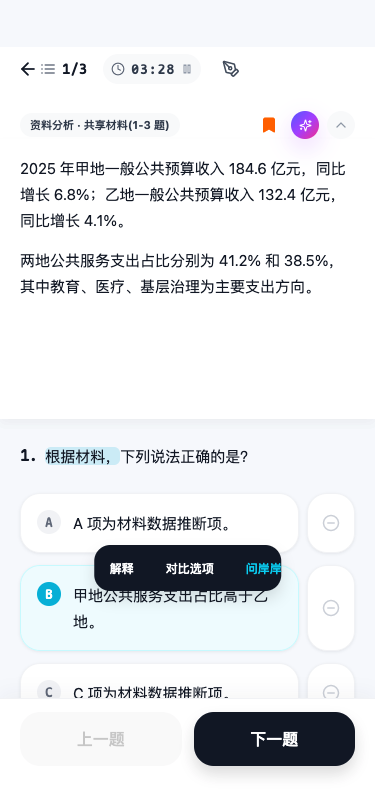 1/3
03:28
资料分析 · 共享材料(1-3 题)
2025 年甲地一般公共预算收入 184.6 亿元，同比
增长 6.8%；乙地一般公共预算收入 132.4 亿元，
同比增长 4.1%。
两地公共服务支出占比分别为 41.2% 和 38.5%，
其中教育、医疗、基层治理为主要支出方向。
1. 根据材料，下列说法正确的是?
A A 项为材料数据推断项。
解释 对比选项 问岸岸
B 甲地公共服务支出占比高于乙
地。
C C 项为材料数据推断项。
上一题 下一题